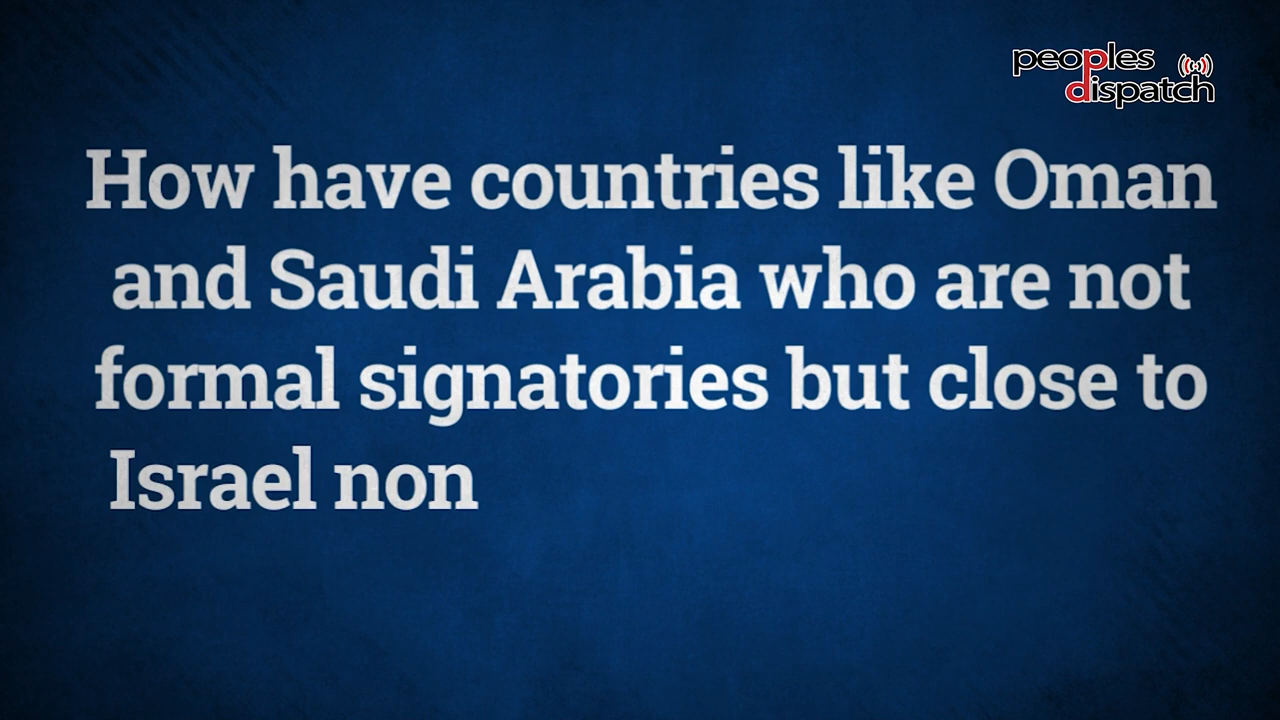 peoples
dispatch
How have countries like Oman
and Saudi Arabia who are not
formal signatories but close to
Israel non